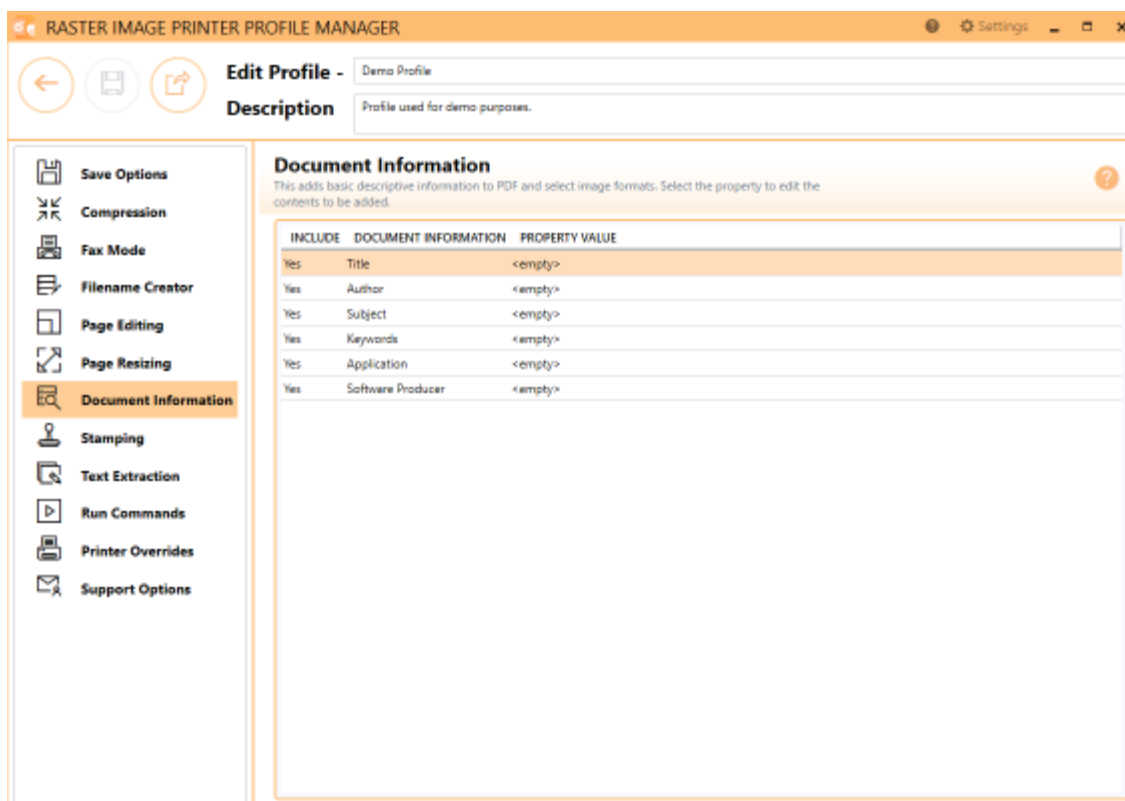 RASTER IMAGE PRINTER PROFILE MANAGER
Settings
Edit Profile - Demo Profile
Description Profile used for demo purposes.
Save Options
Compression
Fax Mode
Filename Creator
Page Editing
Page Resizing
Document Information
Stamping
Text Extraction
Run Commands
Printer Overrides
Support Options
Document Information
This adds basic descriptive information to PDF and select image formats. Select the property to edit the
contents to be added.
INCLUDE DOCUMENT INFORMATION PROPERTY VALUE
Yes Title <empty>
Yes Author <empty>
Yes Subject <empty>
Yes Keywords <empty>
Yes Application <empty>
Yes Software Producer <empty>